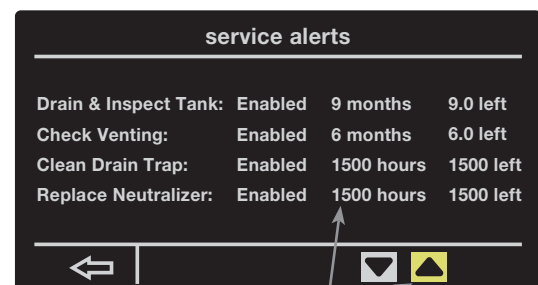 service alerts
Drain & Inspect Tank: Enabled 9 months 9.0 left
Check Venting: Enabled 6 months 6.0 left
Clean Drain Trap: Enabled 1500 hours 1500 left
Replace Neutralizer: Enabled 1500 hours 1500 left